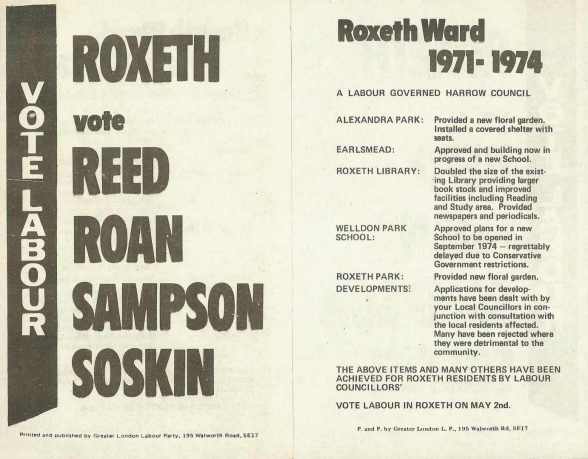 VOTE LABOUR
ROXETH
vote
REED
ROAN
SAMPSON
SOSKIN
Printed and published by Greater London Labour Party, 195 Walworth Road, SE17
Roxeth Ward
1971- 1974
A LABOUR GOVERNED HARROW COUNCIL
ALEXANDRA PARK: Provided a new floral garden.
Installed a covered shelter with
seats.
EARLSMEAD: Approved and building now in
progress of a new School.
ROXETH LIBRARY: Doubled the size of the exist-
ing Library providing larger
book stock and improved
facilities including Reading
and Study area. Provided
newspapers and periodicals.
WELLDON PARK Approved plans for a new
SCHOOL: School to be opened in
September 1974 — regrettably
delayed due to Conservative
Government restrictions.
ROXETH PARK: Provided new floral garden.
DEVELOPMENTS: Applications for develop-
ments have been dealt with by
your Local Councillors in con-
junction with consultation with
the local residents affected.
Many have been rejected where
they were detrimental to the
community.
THE ABOVE ITEMS AND MANY OTHERS HAVE BEEN
ACHIEVED FOR ROXETH RESIDENTS BY LABOUR
COUNCILLORS'
VOTE LABOUR IN ROXETH ON MAY 2nd.
P. and P. by Greater London L. P., 195 Walworth Rd, SE17